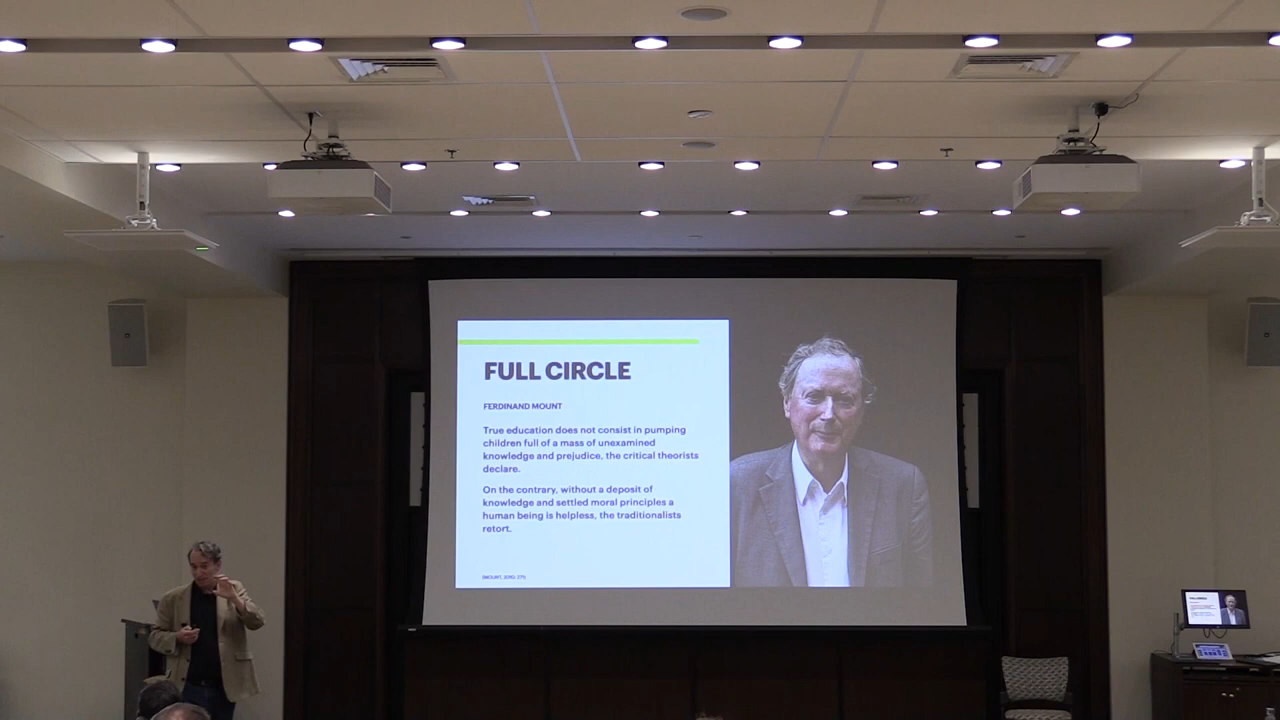 FULL CIRCLE
FERDINAND MOUNT
True education does not consist in pumping
children full of a mass of unexamined
knowledge and prejudice, the critical theorists
declare.
On the contrary, without a deposit of
knowledge and settled moral principles a
human being is helpless, the traditionalists
retort.